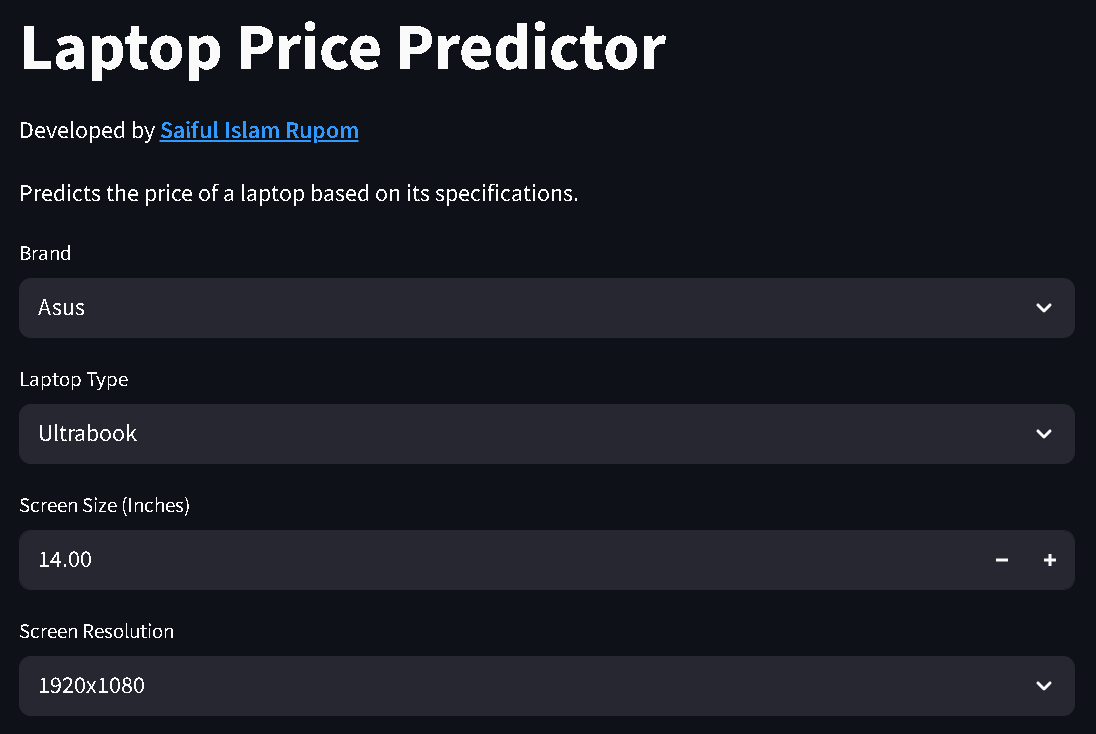 Laptop Price Predictor
Developed by Saiful Islam Rupom
Predicts the price of a laptop based on its specifications.
Brand
Asus
Laptop Type
Ultrabook
Screen Size (Inches)
14.00
Screen Resolution
1920x1080